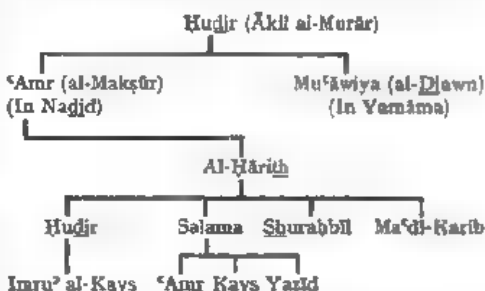 Ḥudjr (Ākil al-Murār)
ʿAmr (al-Makṣūr) Muʿāwiya (al-Djawn)
(In Nadjd) (In Yamāma)
Al-Ḥārith
Ḥudjr Salama Shuraḥbīl Maʿdī-Karib
Imruʾ al-Ḳays ʿAmr Ḳays Yazīd